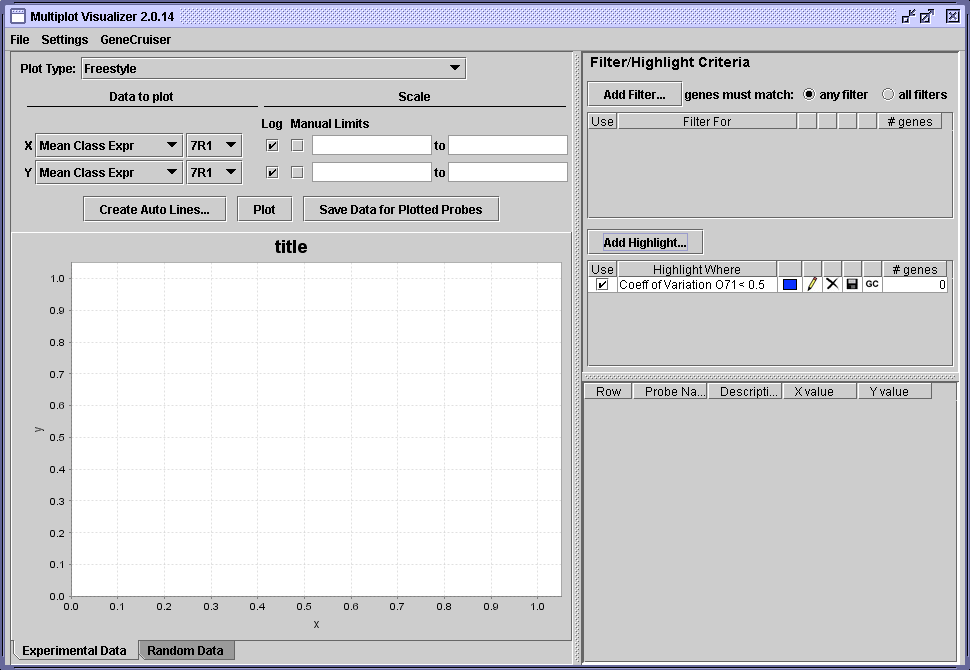 Multiplot Visualizer 2.0.14
File Settings GeneCruiser
Plot Type: Freestyle
Data to plot Scale
Log Manual Limits
X Mean Class Expr 7R1 to
Y Mean Class Expr 7R1 to
Create Auto Lines... Plot Save Data for Plotted Probes
title
1.0
0.9
0.8
0.7
0.6
y
0.5
0.4
0.3
0.2
0.1
0.0
0.0 0.1 0.2 0.3 0.4 0.5 0.6 0.7 0.8 0.9 1.0
x
Experimental Data Random Data
Filter/Highlight Criteria
Add Filter... genes must match: any filter all filters
Use Filter For # genes
Add Highlight...
Use Highlight Where # genes
Coeff of Variation O71< 0.5 GC 0
Row Probe Na... Descripti... X value Y value